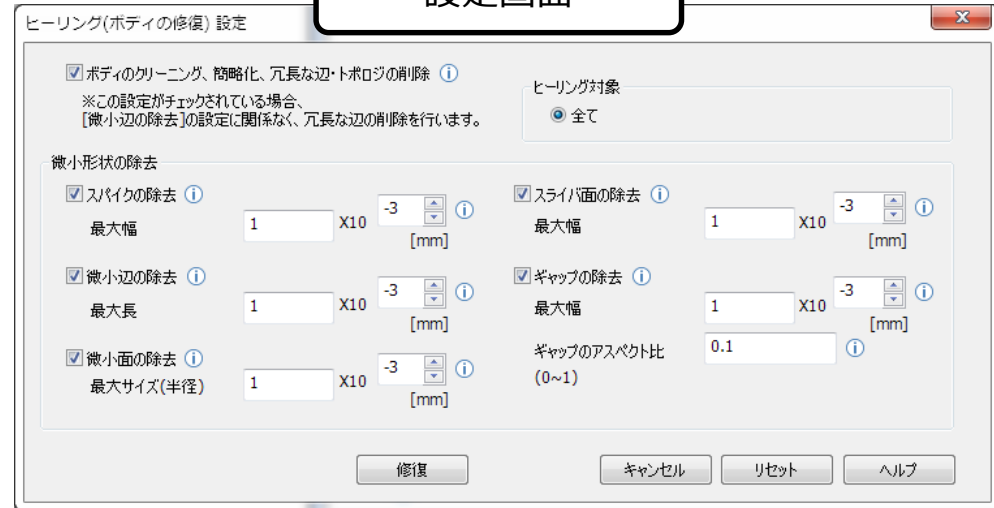 設定画面
ヒーリング(ボディの修復) 設定
ボディのクリーニング、簡略化、冗長な辺・トポロジの削除
※この設定がチェックされている場合、
[微小辺の除去]の設定に関係なく、冗長な辺の削除を行います。
ヒーリング対象
全て
微小形状の除去
スパイクの除去
最大幅 1 X10 -3 [mm]
微小辺の除去
最大長 1 X10 -3 [mm]
微小面の除去
最大サイズ(半径) 1 X10 -3 [mm]
スライバ面の除去
最大幅 1 X10 -3 [mm]
ギャップの除去
最大幅 1 X10 -3 [mm]
ギャップのアスペクト比 0.1
(0~1)
修復 キャンセル リセット ヘルプ